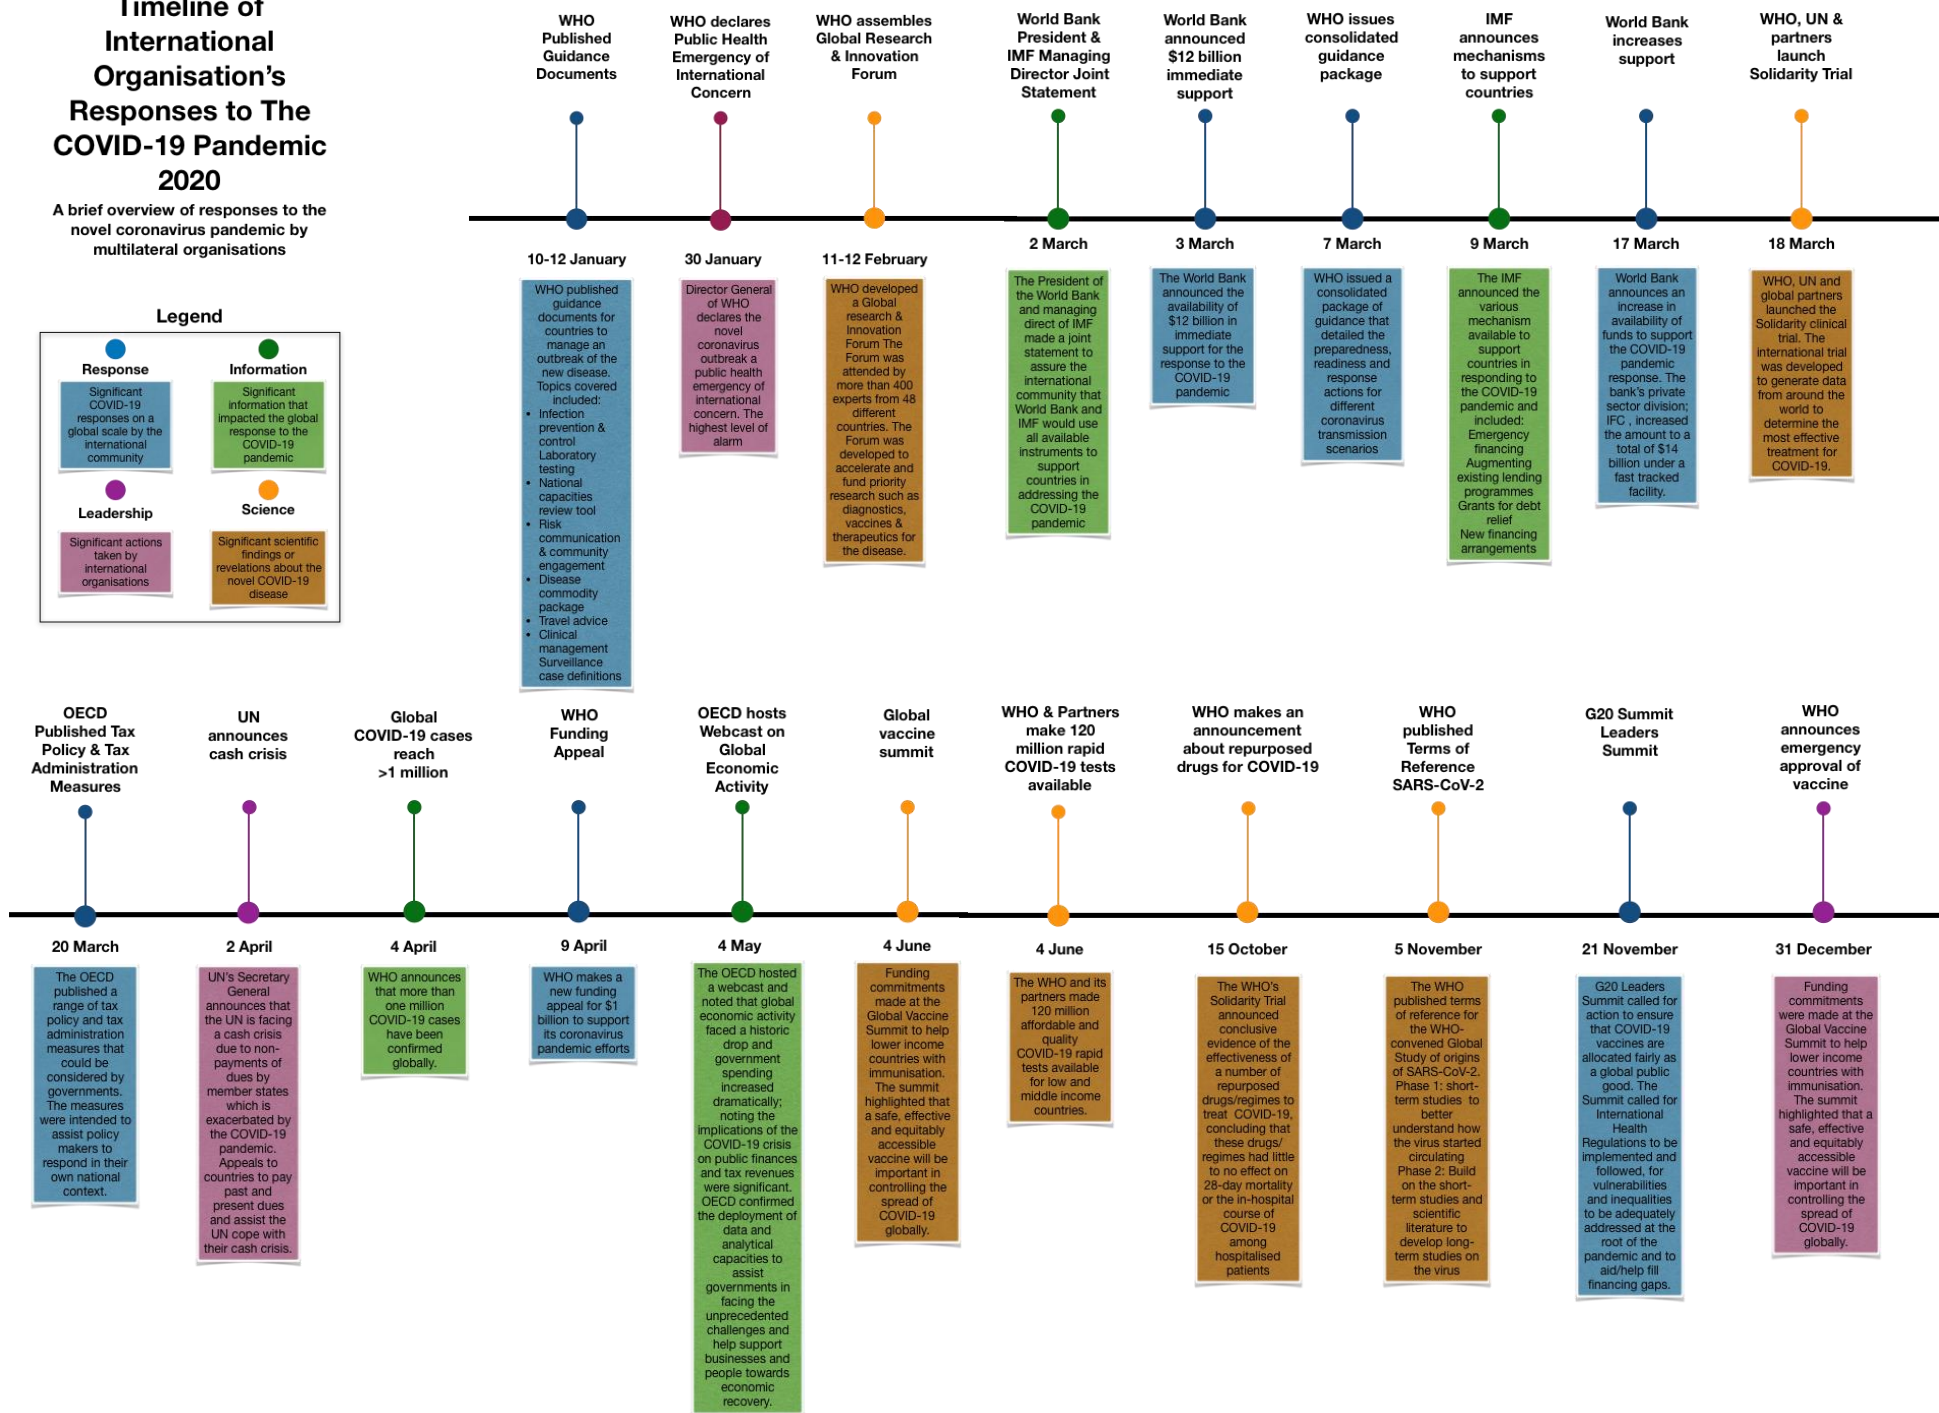 Timeline of
International
Organisation's
Responses to The
COVID-19 Pandemic
2020
A brief overview of responses to the
novel coronavirus pandemic by
multilateral organisations
Legend
Response
Significant
COVID-19
responses on a
global scale by the
international
community
Information
Significant
information that
impacted the global
response to the
COVID-19
pandemic
Leadership
Significant actions
taken by
international
organisations
Science
Significant scientific
findings or
revelations about the
novel COVID-19
disease
WHO
Published
Guidance
Documents
10-12 January
WHO published
guidance
documents for
countries to
manage an
outbreak of the
new disease.
Topics covered
included:
• Infection
prevention &
control
Laboratory
testing
• National
capacities
review tool
• Risk
communication
& community
engagement
• Disease
commodity
package
• Travel advice
• Clinical
management
Surveillance
case definitions
WHO declares
Public Health
Emergency of
International
Concern
30 January
Director General
of WHO
declares the
novel
coronavirus
outbreak a
public health
emergency of
international
concern. The
highest level of
alarm
WHO assembles
Global Research
& Innovation
Forum
11-12 February
WHO developed
a Global
research &
Innovation
Forum The
Forum was
attended by
more than 400
experts from 48
different
countries. The
Forum was
developed to
accelerate and
fund priority
research such as
diagnostics,
vaccines &
therapeutics for
the disease.
World Bank
President &
IMF Managing
Director Joint
Statement
2 March
The President of
the World Bank
and managing
direct of IMF
made a joint
statement to
assure the
international
community that
World Bank and
IMF would use
all available
instruments to
support
countries in
addressing the
COVID-19
pandemic
World Bank
announced
$12 billion
immediate
support
3 March
The World Bank
announced the
availability of
$12 billion in
immediate
support for the
response to the
COVID-19
pandemic
WHO issues
consolidated
guidance
package
7 March
WHO issued a
consolidated
package of
guidance that
detailed the
preparedness,
readiness and
response
actions for
different
coronavirus
transmission
scenarios
IMF
announces
mechanisms
to support
countries
9 March
The IMF
announced the
various
mechanism
available to
support
countries in
responding to
the COVID-19
pandemic and
included:
Emergency
financing
Augmenting
existing lending
programmes
Grants for debt
relief
New financing
arrangements
World Bank
increases
support
17 March
World Bank
announces an
increase in
availability of
funds to support
the COVID-19
pandemic
response. The
bank's private
sector division;
IFC , increased
the amount to a
total of $14
billion under a
fast tracked
facility.
WHO, UN &
partners
launch
Solidarity Trial
18 March
WHO, UN and
global partners
launched the
Solidarity clinical
trial. The
international trial
was developed
to generate data
from around the
world to
determine the
most effective
treatment for
COVID-19.
OECD
Published Tax
Policy & Tax
Administration
Measures
20 March
The OECD
published a
range of tax
policy and tax
administration
measures that
could be
considered by
governments.
The measures
were intended to
assist policy
makers to
respond in their
own national
context.
UN
announces
cash crisis
2 April
UN's Secretary
General
announces that
the UN is facing
a cash crisis
due to non-
payments of
dues by
member states
which is
exacerbated by
the COVID-19
pandemic.
Appeals to
countries to pay
past and
present dues
and assist the
UN cope with
their cash crisis.
Global
COVID-19 cases
reach
>1 million
4 April
WHO announces
that more than
one million
COVID-19 cases
have been
confirmed
globally.
WHO
Funding
Appeal
9 April
WHO makes a
new funding
appeal for $1
billion to support
its coronavirus
pandemic efforts
OECD hosts
Webcast on
Global
Economic
Activity
4 May
The OECD hosted
a webcast and
noted that global
economic activity
faced a historic
drop and
government
spending
increased
dramatically;
noting the
implications of the
COVID-19 crisis
on public finances
and tax revenues
were significant.
OECD confirmed
the deployment of
data and
analytical
capacities to
assist
governments in
facing the
unprecedented
challenges and
help support
businesses and
people towards
economic
recovery.
Global
vaccine
summit
4 June
Funding
commitments
made at the
Global Vaccine
Summit to help
lower income
countries with
immunisation.
The summit
highlighted that
a safe, effective
and equitably
accessible
vaccine will be
important in
controlling the
spread of
COVID-19
globally.
WHO & Partners
make 120
million rapid
COVID-19 tests
available
4 June
The WHO and its
partners made
120 million
affordable and
quality
COVID-19 rapid
tests available
for low and
middle income
countries.
WHO makes an
announcement
about repurposed
drugs for COVID-19
15 October
The WHO's
Solidarity Trial
announced
conclusive
evidence of the
effectiveness of
a number of
repurposed
drugs/regimes to
treat COVID-19,
concluding that
these drugs/
regimes had little
to no effect on
28-day mortality
or the in-hospital
course of
COVID-19
among
hospitalised
patients
WHO
published
Terms of
Reference
SARS-CoV-2
5 November
The WHO
published terms
of reference for
the WHO-
convened Global
Study of origins
of SARS-CoV-2.
Phase 1: short-
term studies to
better
understand how
the virus started
circulating
Phase 2: Build
on the short-
term studies and
scientific
literature to
develop long-
term studies on
the virus
G20 Summit
Leaders
Summit
21 November
G20 Leaders
Summit called for
action to ensure
that COVID-19
vaccines are
allocated fairly as
a global public
good. The
Summit called for
International
Health
Regulations to be
implemented and
followed, for
vulnerabilities
and inequalities
to be adequately
addressed at the
root of the
pandemic and to
aid/help fill
financing gaps.
WHO
announces
emergency
approval of
vaccine
31 December
Funding
commitments
were made at the
Global Vaccine
Summit to help
lower income
countries with
immunisation.
The summit
highlighted that a
safe, effective
and equitably
accessible
vaccine will be
important in
controlling the
spread of
COVID-19
globally.